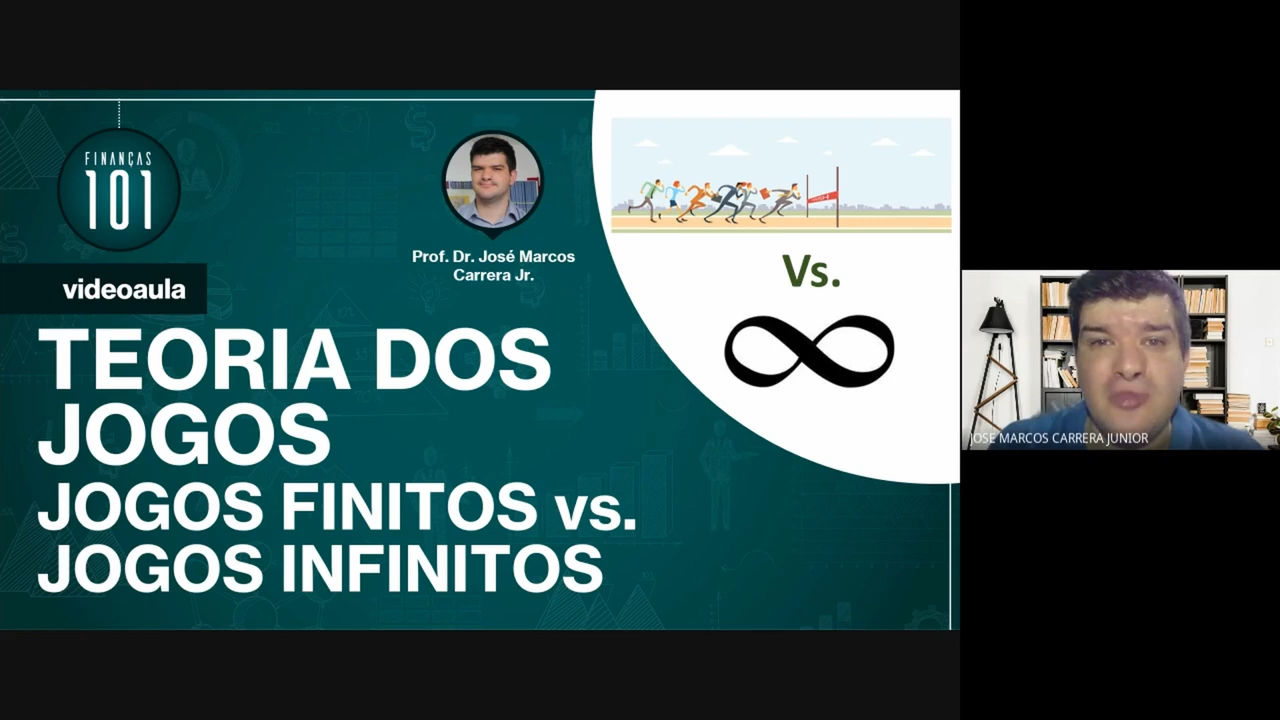 FINANÇAS
101
Prof. Dr. José Marcos
Carrera Jr.
videoaula
TEORIA DOS
JOGOS
JOGOS FINITOS vs.
JOGOS INFINITOS
Vs.
JOSE MARCOS CARRERA JUNIOR